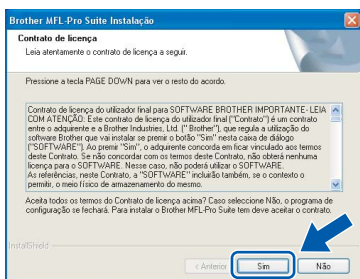 Brother MFL-Pro Suite Instalação
Contrato de licença
Leia atentamente o contrato de licença a seguir.
Pressione a tecla PAGE DOWN para ver o resto do acordo.
Contrato de licença do utilizador final para SOFTWARE BROTHER IMPORTANTE- LEIA
COM ATENÇÃO: Este contrato de licença do utilizador final ("Contrato") é um contrato
entre o adquirente e a Brother Industries, Ltd. (" Brother"), que regula a utilização do
software Brother que vai instalar se premir o botão "Sim" nesta caixa de diálogo
("SOFTWARE"). Ao premir "Sim", o adquirente concorda em ficar vinculado aos termos
deste Contrato. Se não concordar com os termos deste Contrato, não obterá nenhuma
licença para o SOFTWARE. Nesse caso, não poderá utilizar o SOFTWARE.
As referências, neste Contrato, a "SOFTWARE" incluirão também, se o contexto o
permitir, o meio físico de armazenamento do mesmo.
Aceita todos os termos do Contrato de licença acima? Caso seleccione Não, o programa de
configuração se fechará. Para instalar o Brother MFL-Pro Suite tem deve aceitar o contrato.
InstallShield
< Anterior
Sim
Não